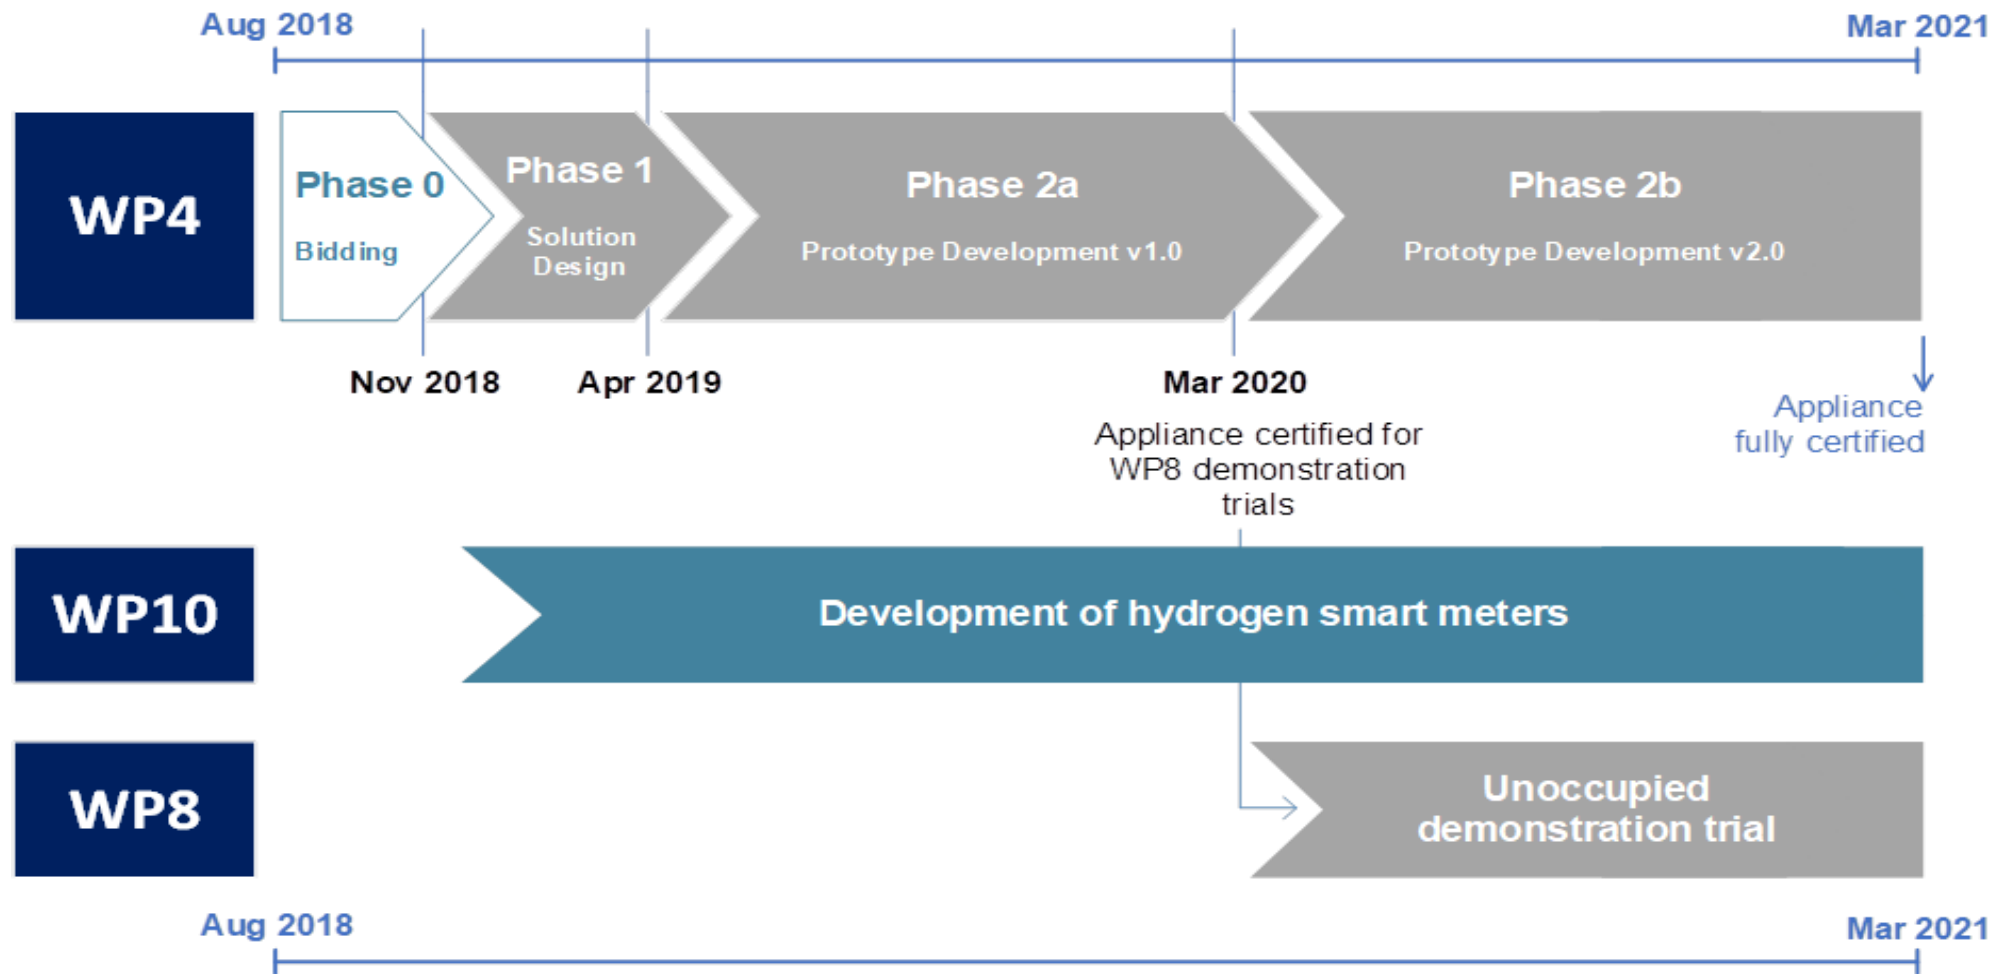 Aug 2018
Mar 2021
WP4
Phase 0
Bidding
Phase 1
Solution
Design
Phase 2a
Prototype Development v1.0
Phase 2b
Prototype Development v2.0
Nov 2018
Apr 2019
Mar 2020
Appliance certified for
WP8 demonstration
trials
Appliance
fully certified
WP10
Development of hydrogen smart meters
WP8
Unoccupied
demonstration trial
Aug 2018
Mar 2021